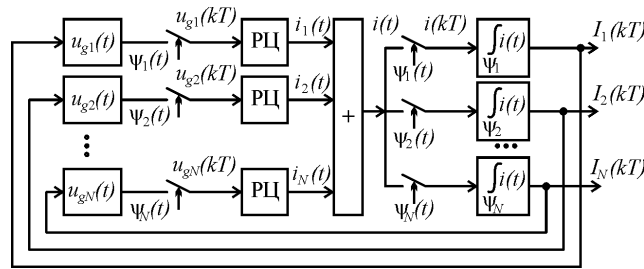 u_g1(t) ψ_1(t) u_g1(kT) РЦ i_1(t) i(t) i(kT) ψ_1(t) ∫i(t) ψ_1 I_1(kT)
u_g2(t) ψ_2(t) u_g2(kT) РЦ i_2(t) + ψ_2(t) ∫i(t) ψ_2 I_2(kT)
u_gN(t) ψ_N(t) u_gN(kT) РЦ i_N(t) ψ_N(t) ∫i(t) ψ_N I_N(kT)